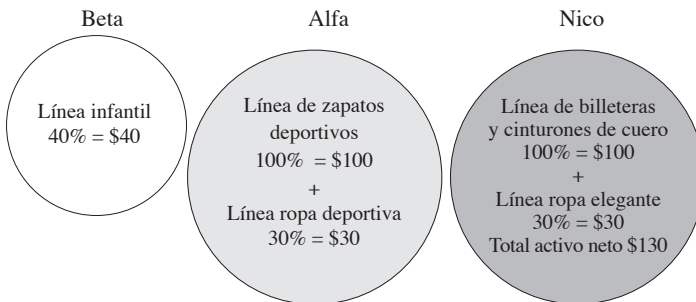 Beta
Línea infantil
40% = $40
Alfa
Línea de zapatos
deportivos
100% = $100
+
Línea ropa deportiva
30% = $30
Nico
Línea de billeteras
y cinturones de cuero
100% = $100
+
Línea ropa elegante
30% = $30
Total activo neto $130